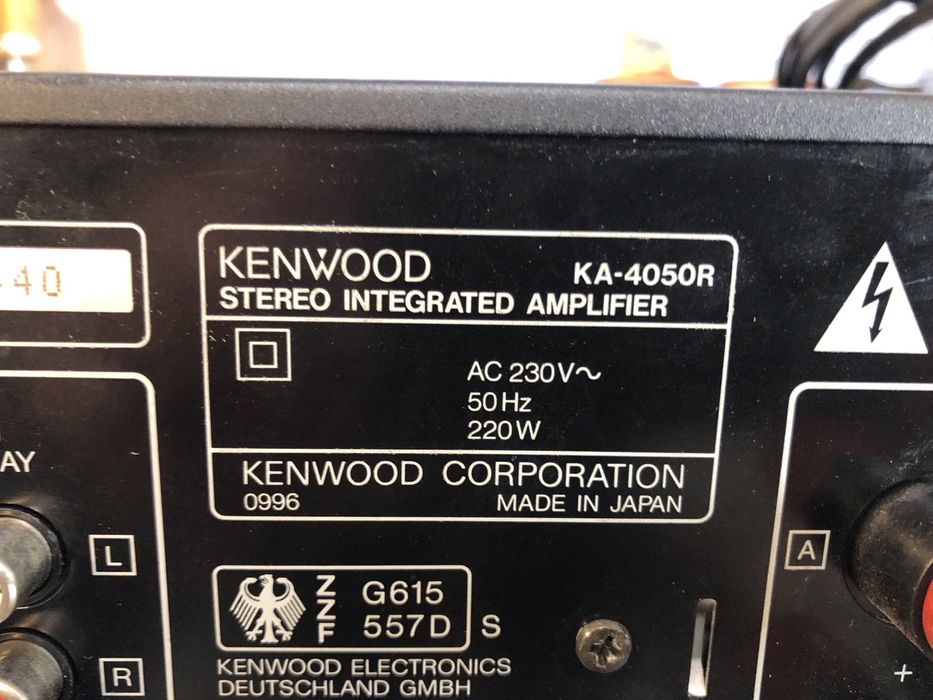 KENWOOD KA-4050R
STEREO INTEGRATED AMPLIFIER
AC 230V~
50Hz
220W
KENWOOD CORPORATION
0996 MADE IN JAPAN
-40
AY
L
R
ZZF G615
557D S
KENWOOD ELECTRONICS
DEUTSCHLAND GMBH
A
+